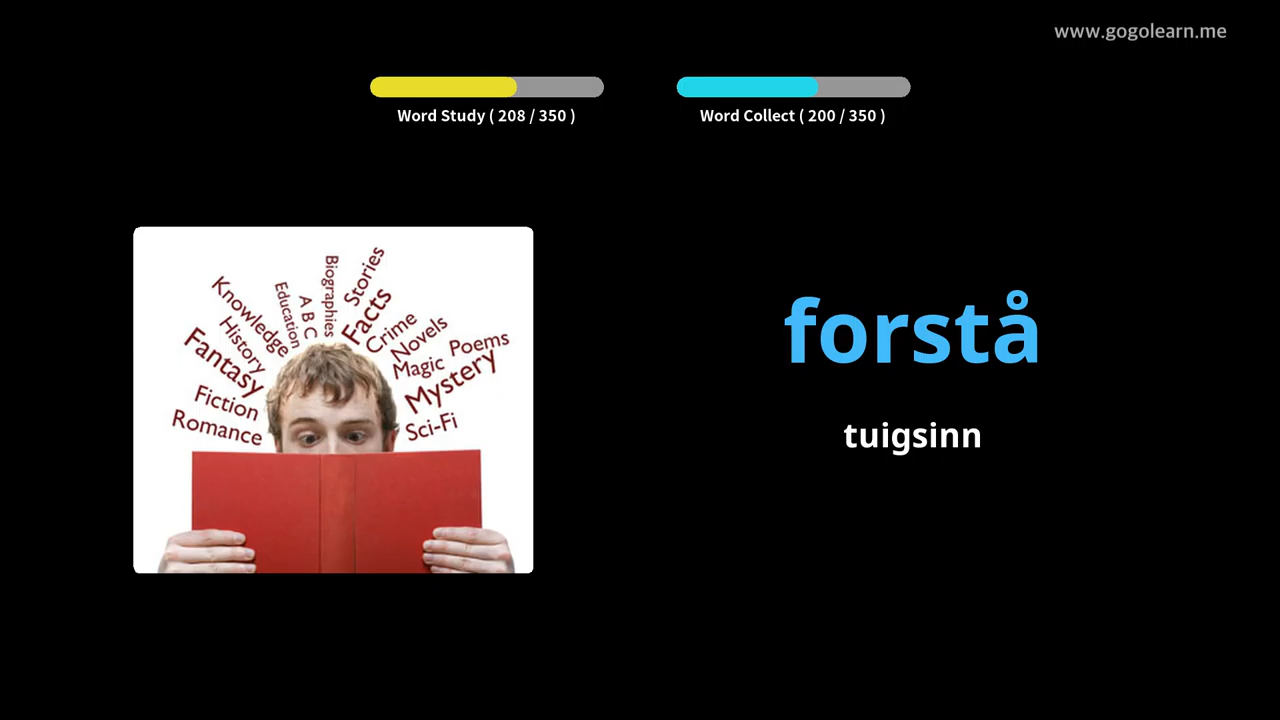 www.gogolearn.me
Word Study ( 208 / 350 )
Word Collect ( 200 / 350 )
Knowledge
History
Fantasy
Fiction
Romance
Education
A B C
Biographies
Stories
Facts
Crime
Novels
Magic
Poems
Mystery
Sci-Fi
forstå
tuigsinn